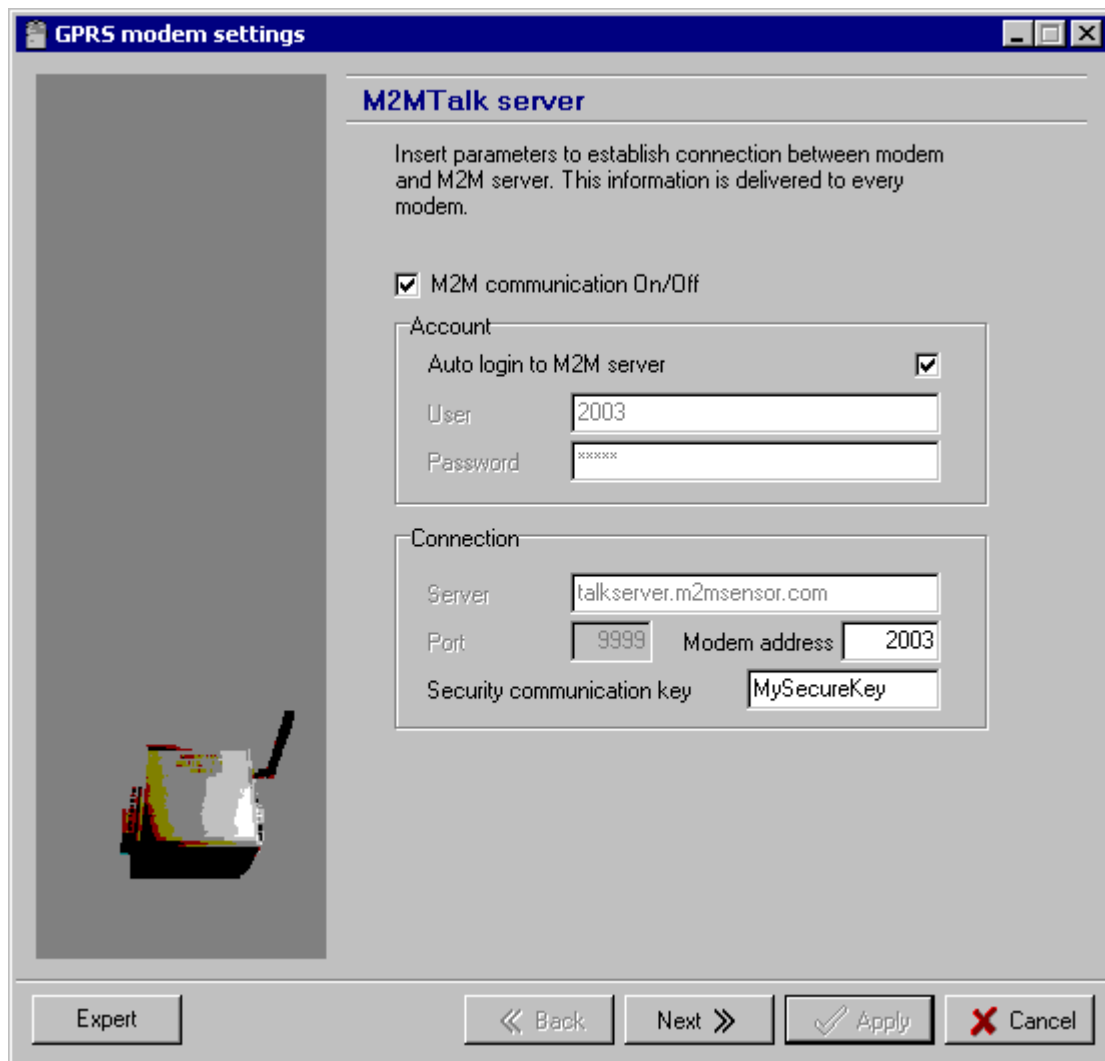 GPRS modem settings
M2MTalk server
Insert parameters to establish connection between modem
and M2M server. This information is delivered to every
modem.
M2M communication On/Off
Account
Auto login to M2M server
User 2003
Password *****
Connection
Server talkserver.m2msensor.com
Port 9999 Modem address 2003
Security communication key MySecureKey
Expert Back Next Apply Cancel